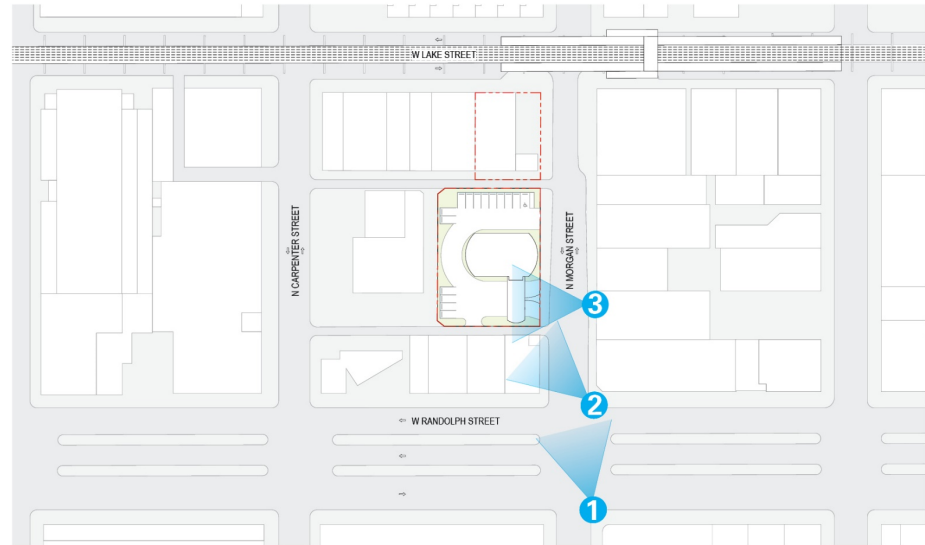 W LAKE STREET
N CARPENTER STREET
N MORGAN STREET
3
2
W RANDOLPH STREET
1